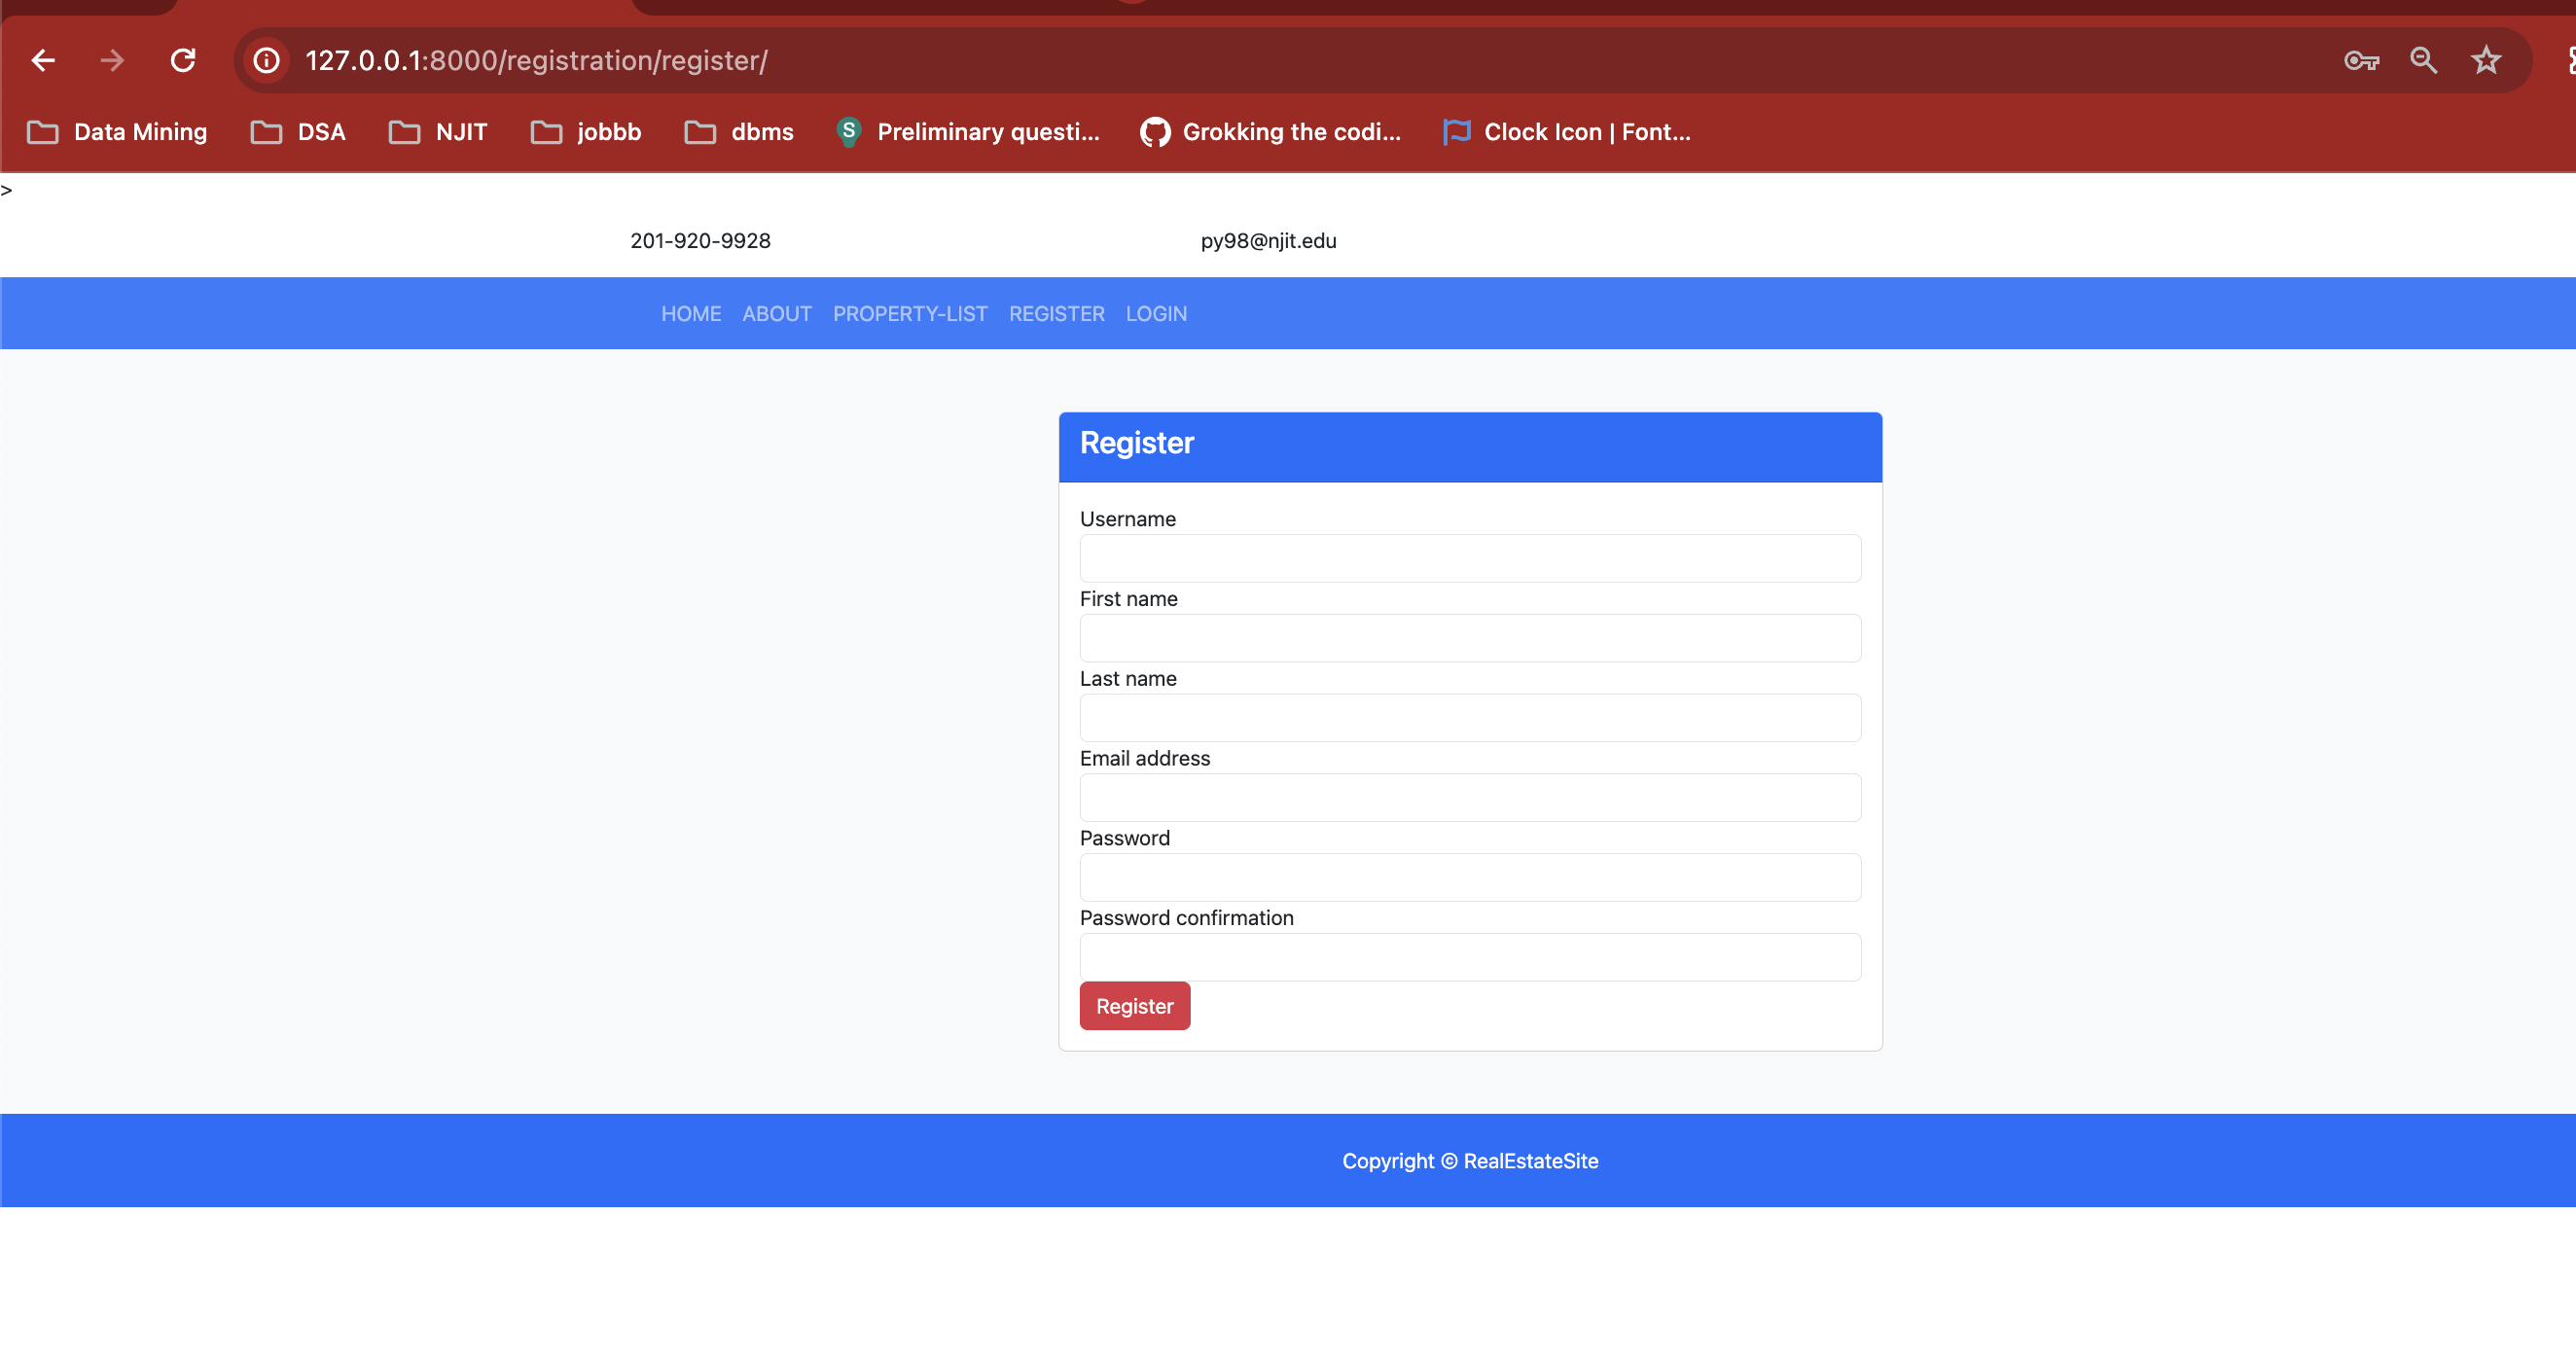 127.0.0.1:8000/registration/register/
Data Mining DSA NJIT jobbb dbms S Preliminary questi... Grokking the codi... Clock Icon | Font...
>
201-920-9928 py98@njit.edu
HOME ABOUT PROPERTY-LIST REGISTER LOGIN
Register
Username
First name
Last name
Email address
Password
Password confirmation
Register
Copyright © RealEstateSite